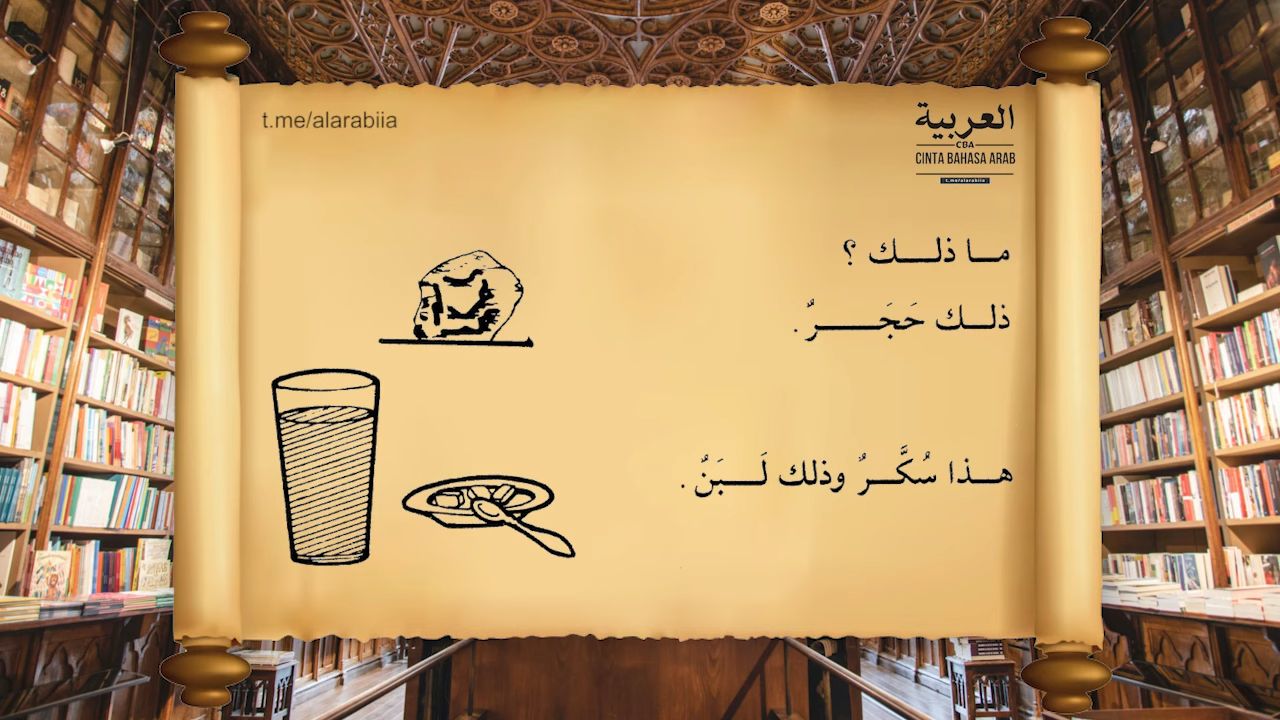 t.me/alarabiia
العربية
CBA
CINTA BAHASA ARAB
t.me/alarabiia
ما ذلك ؟
ذلك حَجَرٌ.
هذا سُكَّرٌ وذلك لَبَنٌ.